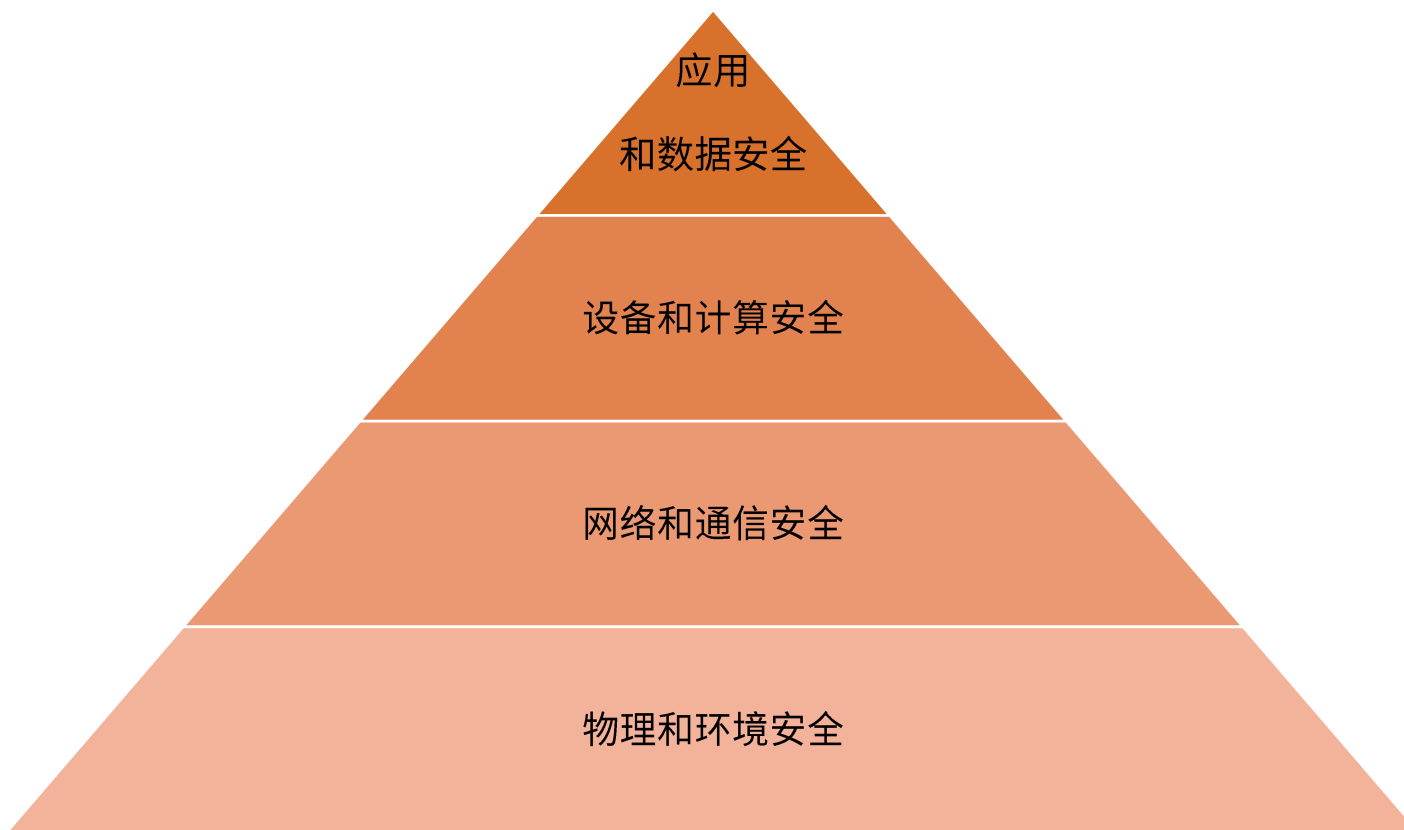 应用
和数据安全
设备和计算安全
网络和通信安全
物理和环境安全